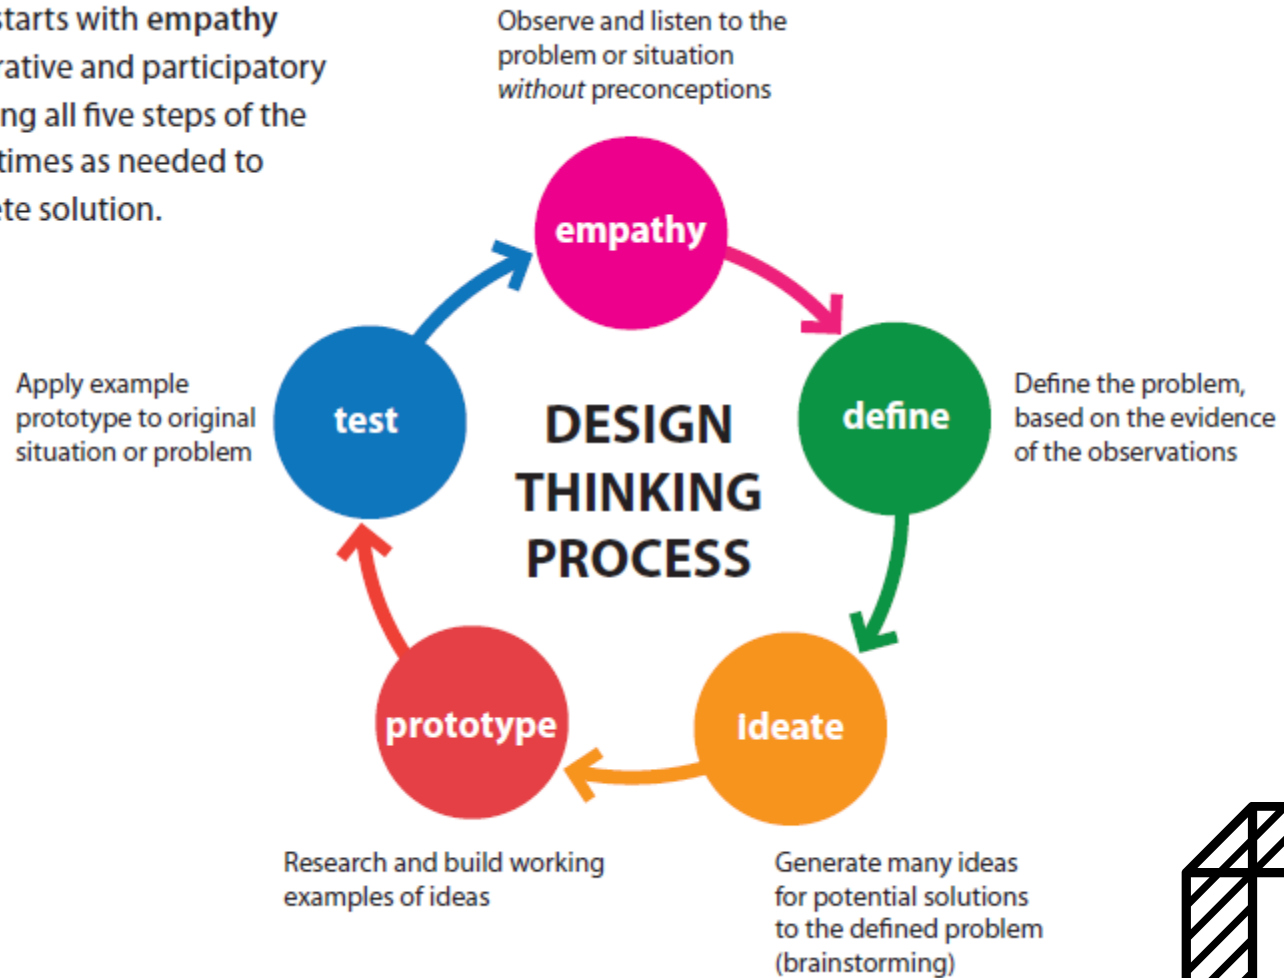 starts with empathy
rative and participatory
ng all five steps of the
times as needed to
ete solution.
Observe and listen to the
problem or situation
without preconceptions
empathy
define
Define the problem,
based on the evidence
of the observations
ideate
Generate many ideas
for potential solutions
to the defined problem
(brainstorming)
prototype
Research and build working
examples of ideas
test
Apply example
prototype to original
situation or problem
DESIGN
THINKING
PROCESS